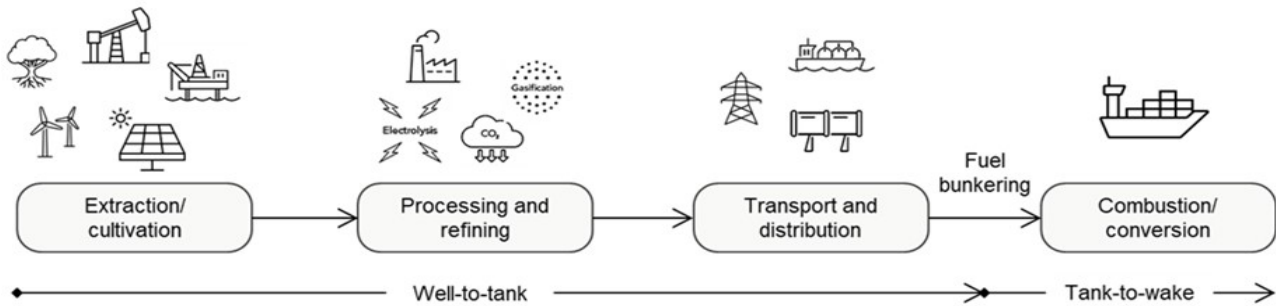 Gasification
Electrolysis
CO₂
Fuel
bunkering
Extraction/
cultivation
Processing and
refining
Transport and
distribution
Combustion/
conversion
Well-to-tank
Tank-to-wake